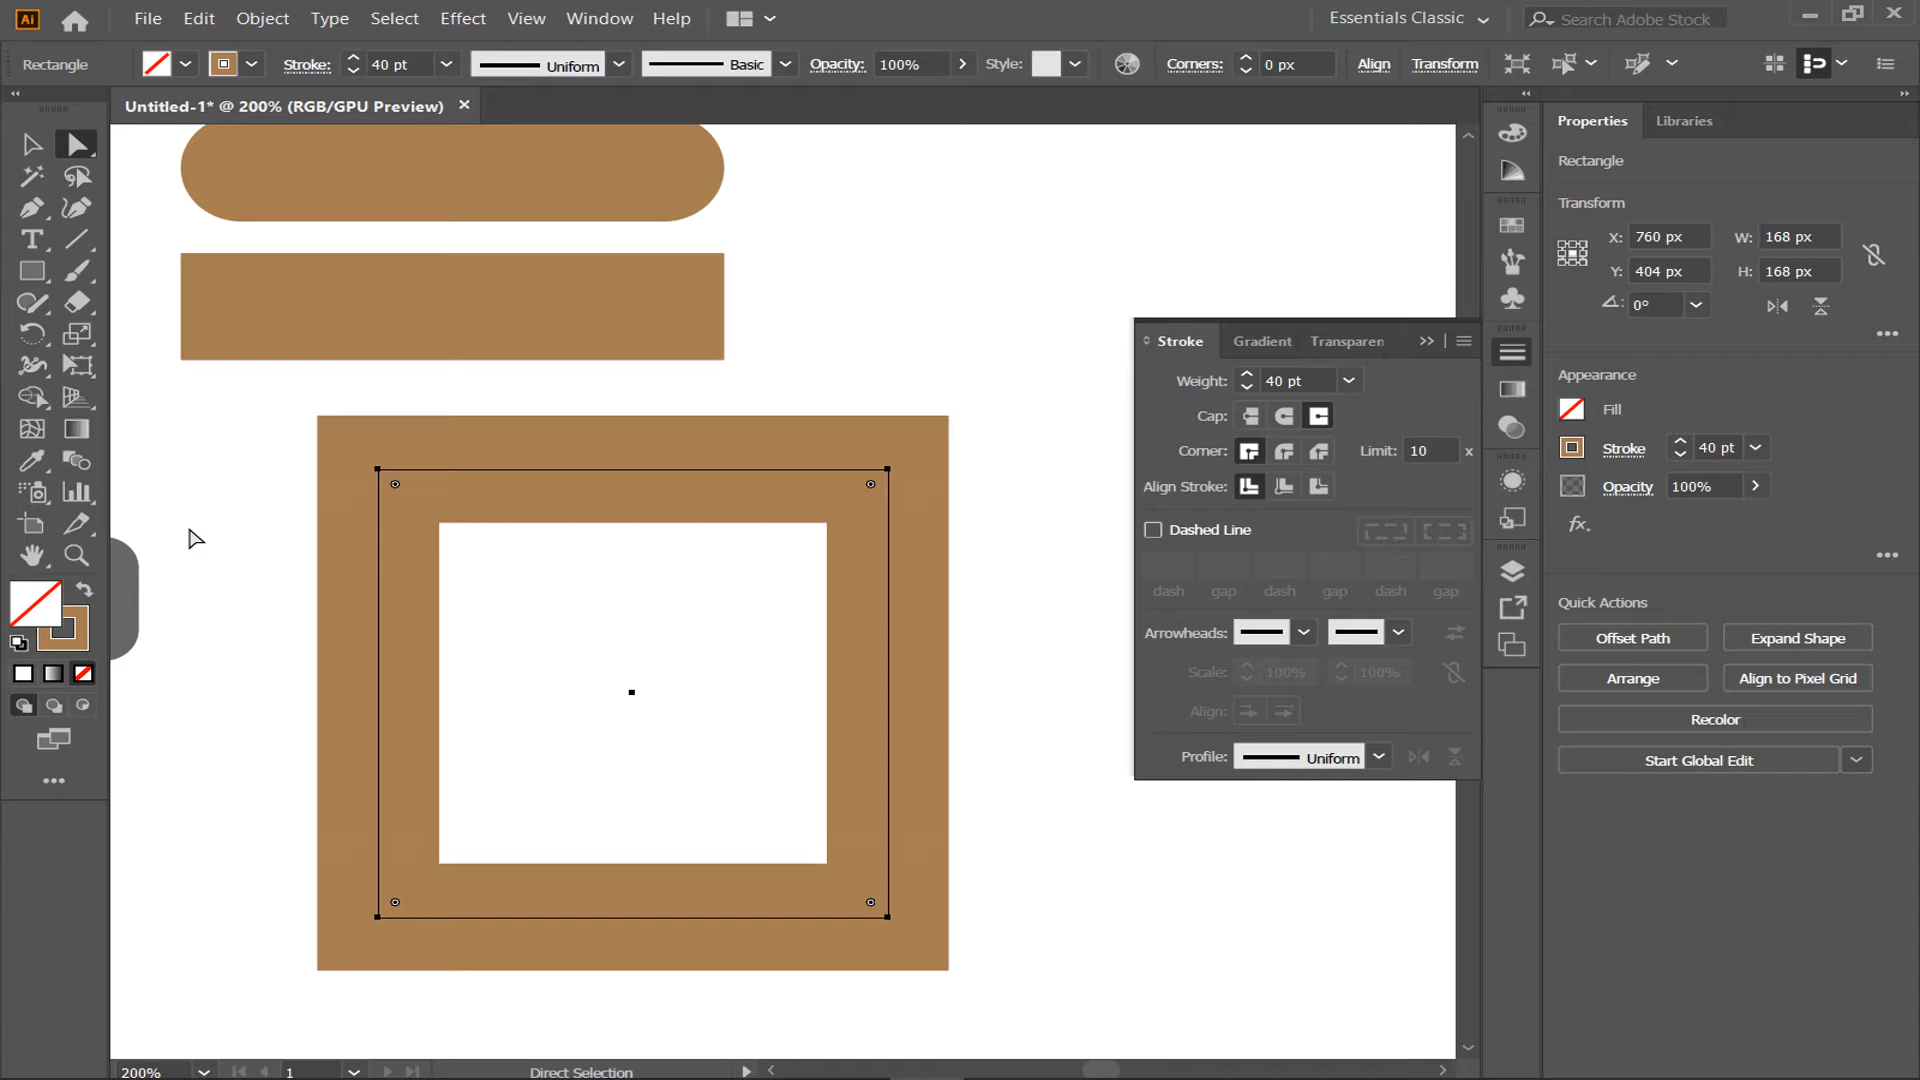 Ai File Edit Object Type Select Effect View Window Help Essentials Classic Search Adobe Stock
Rectangle Stroke: 40 pt Uniform Basic Opacity: 100% Style: Corners: 0 px Align Transform
Untitled-1* @ 200% (RGB/GPU Preview)
Properties Libraries
Rectangle
Transform
X: 760 px W: 168 px
Y: 404 px H: 168 px
0°
Stroke Gradient Transparen
Weight: 40 pt
Cap:
Corner: Limit: 10 x
Align Stroke:
Dashed Line
dash gap dash gap dash gap
Arrowheads:
Scale: 100% 100%
Align:
Profile: Uniform
Appearance
Fill
Stroke 40 pt
Opacity 100%
fx.
Quick Actions
Offset Path Expand Shape
Arrange Align to Pixel Grid
Recolor
Start Global Edit
200% 1 Direct Selection